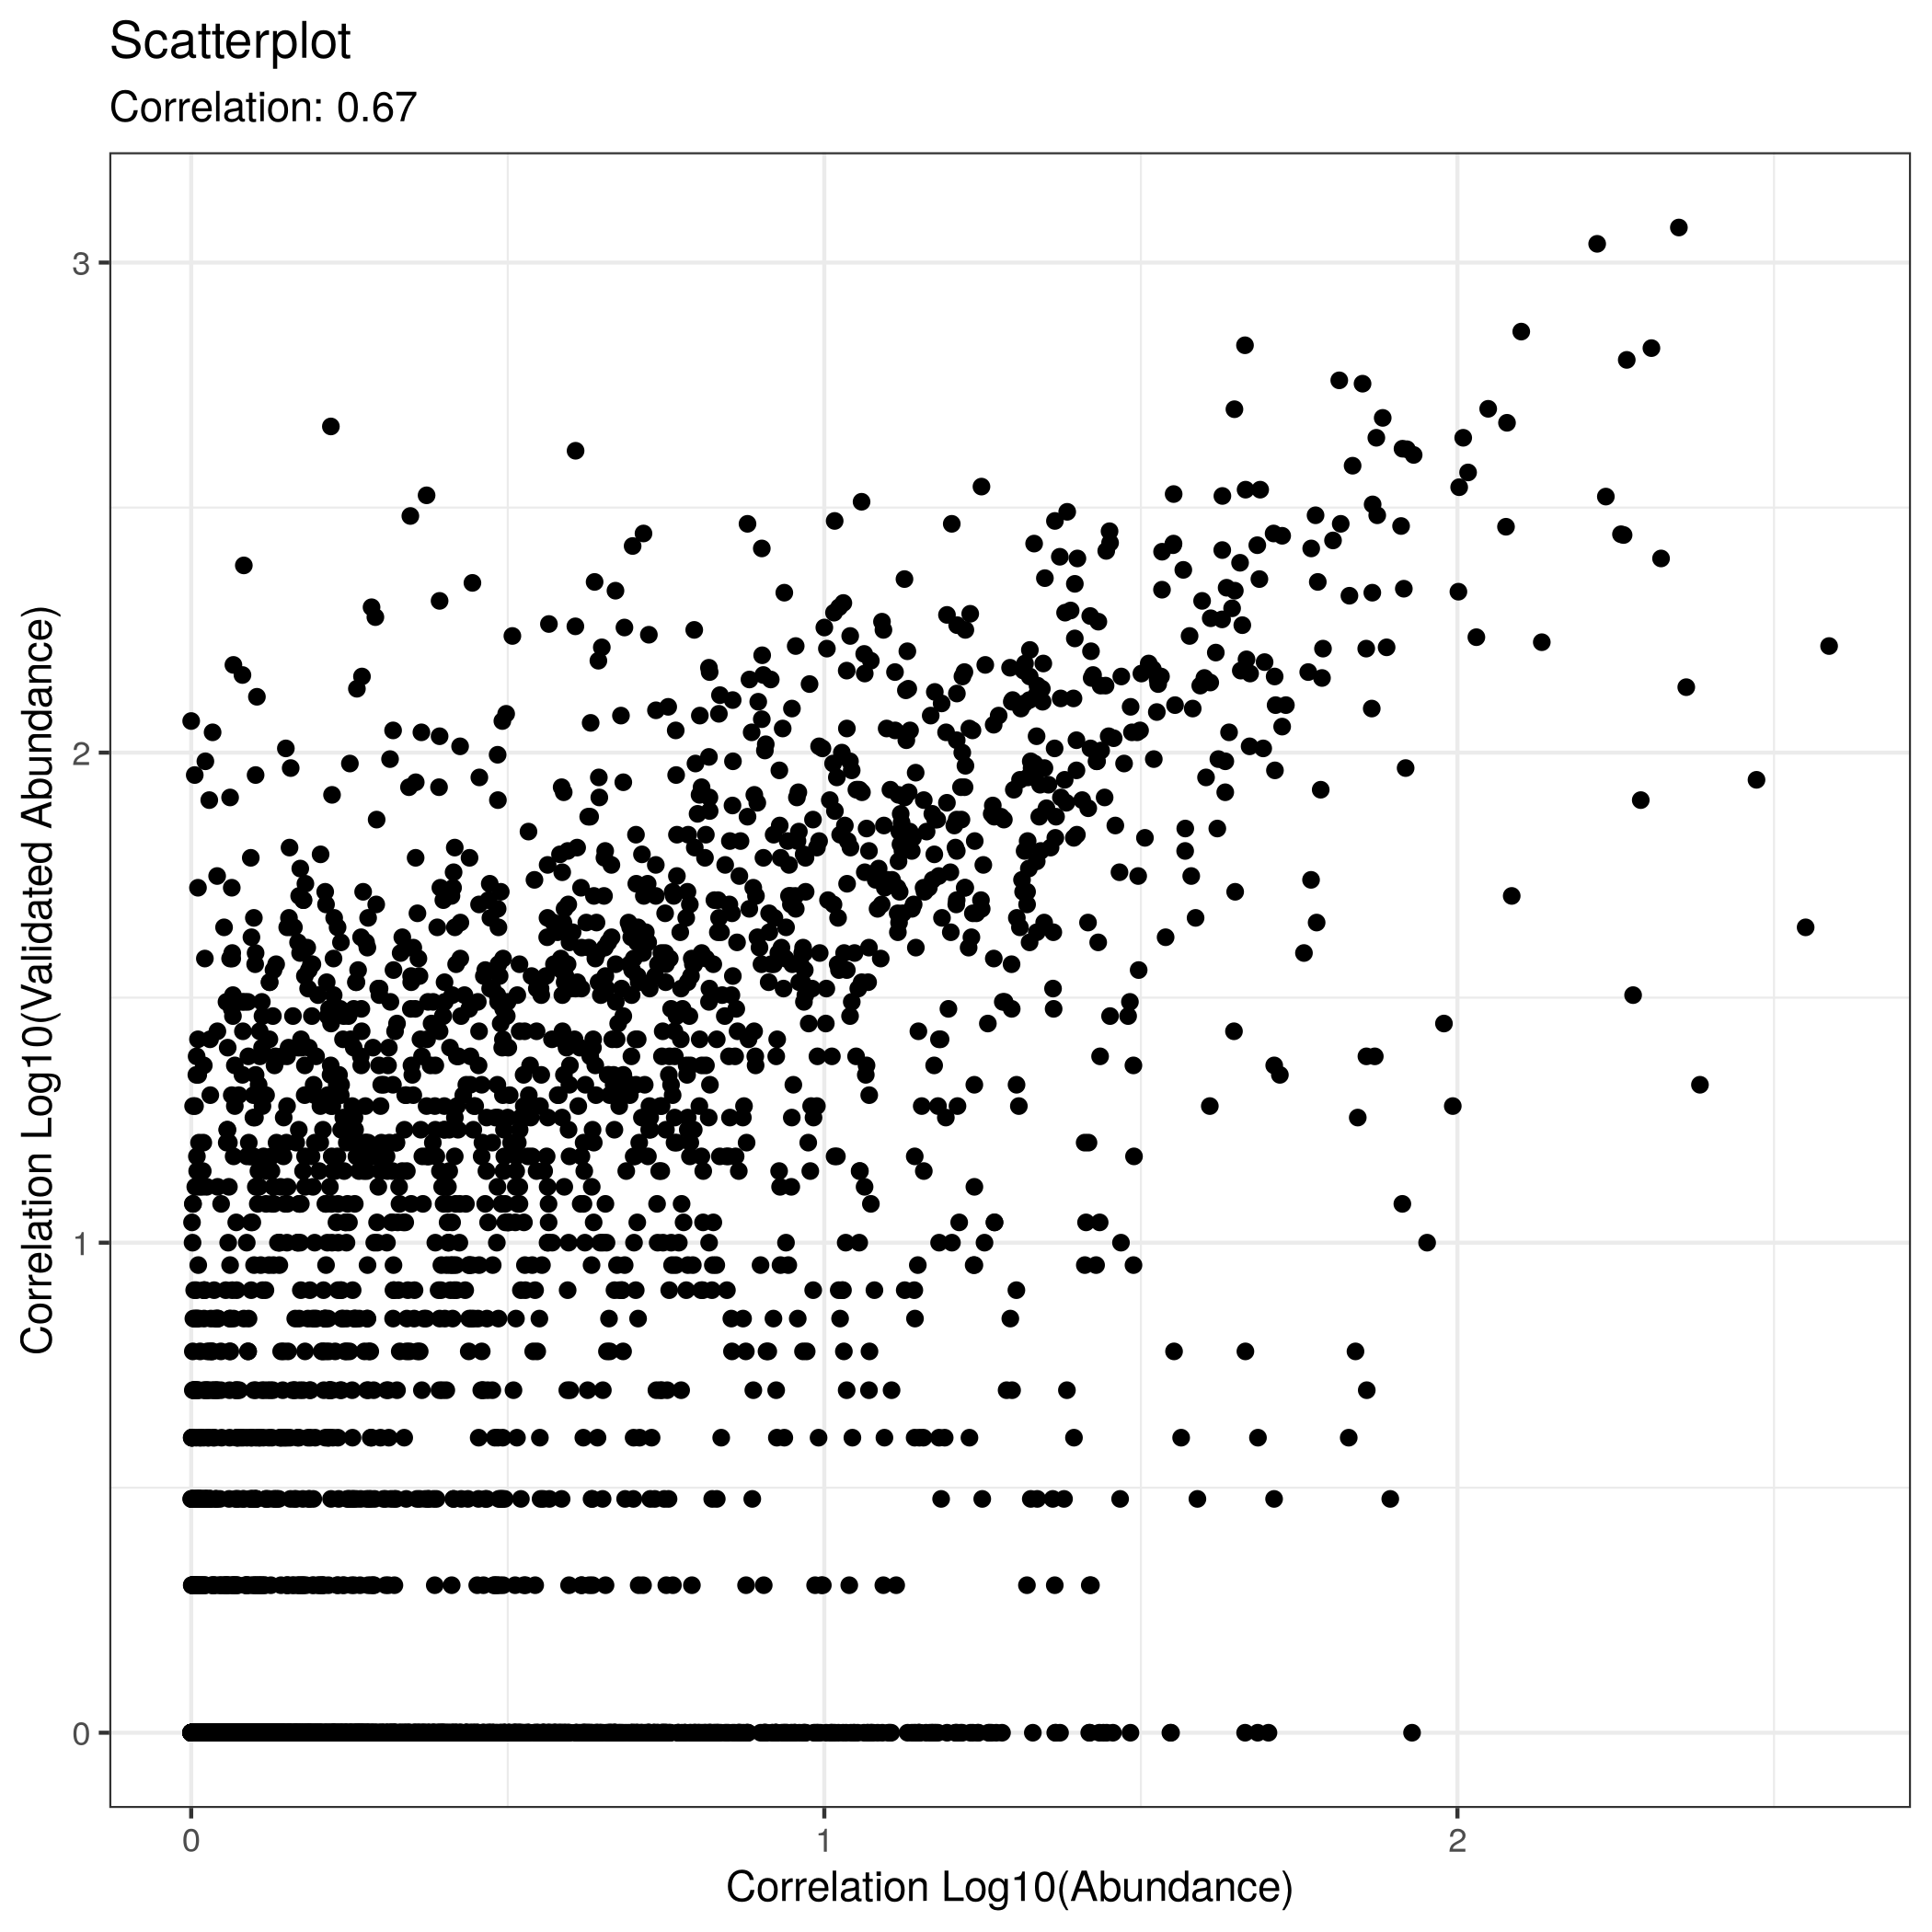 Scatterplot
Correlation: 0.67
3
2
1
0
Correlation Log10(Validated Abundance)
0
1
2
Correlation Log10(Abundance)